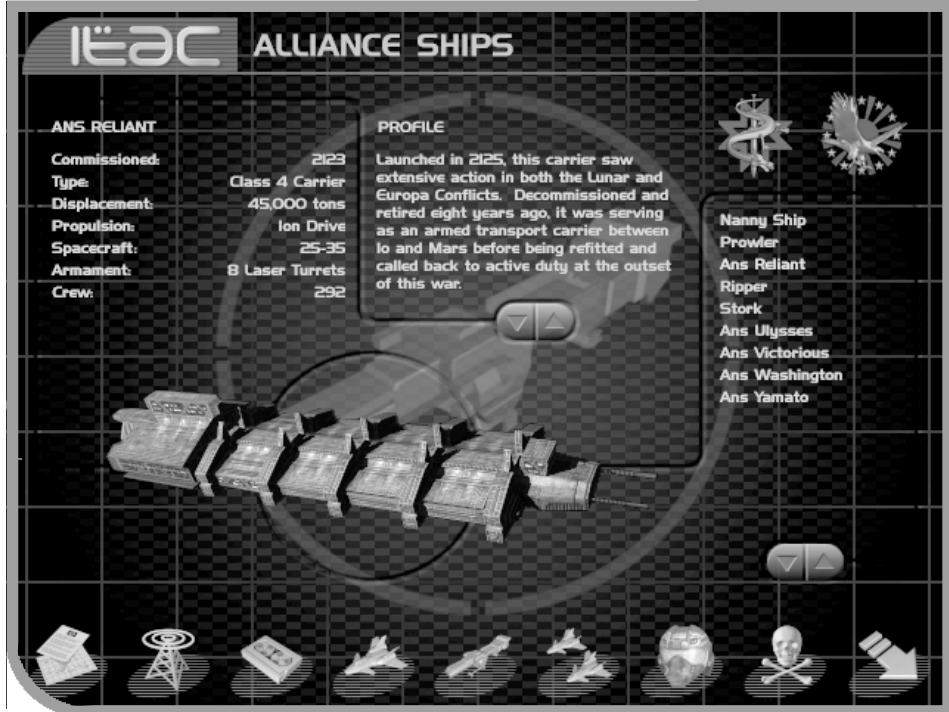 ITAC ALLIANCE SHIPS
ANS RELIANT
Commissioned: 2123
Type: Class 4 Carrier
Displacement: 45,000 tons
Propulsion: Ion Drive
Spacecraft: 25-35
Armament: 8 Laser Turrets
Crew: 292
PROFILE
Launched in 2125, this carrier saw
extensive action in both the Lunar and
Europa Conflicts. Decommissioned and
retired eight years ago, it was serving
as an armed transport carrier between
Io and Mars before being refitted and
called back to active duty at the outset
of this war.
Nanny Ship
Prowler
Ans Reliant
Ripper
Stork
Ans Ulysses
Ans Victorious
Ans Washington
Ans Yamato